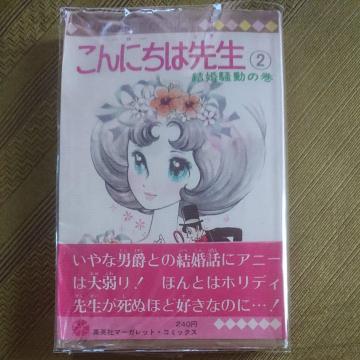 こんにちは先生②
結婚騒動の巻
いやな男爵との結婚話にアニー
は大弱り! ほんとはホリディ
先生が死ぬほど好きなのに…!
240円
集英社マーガレット・コミックス